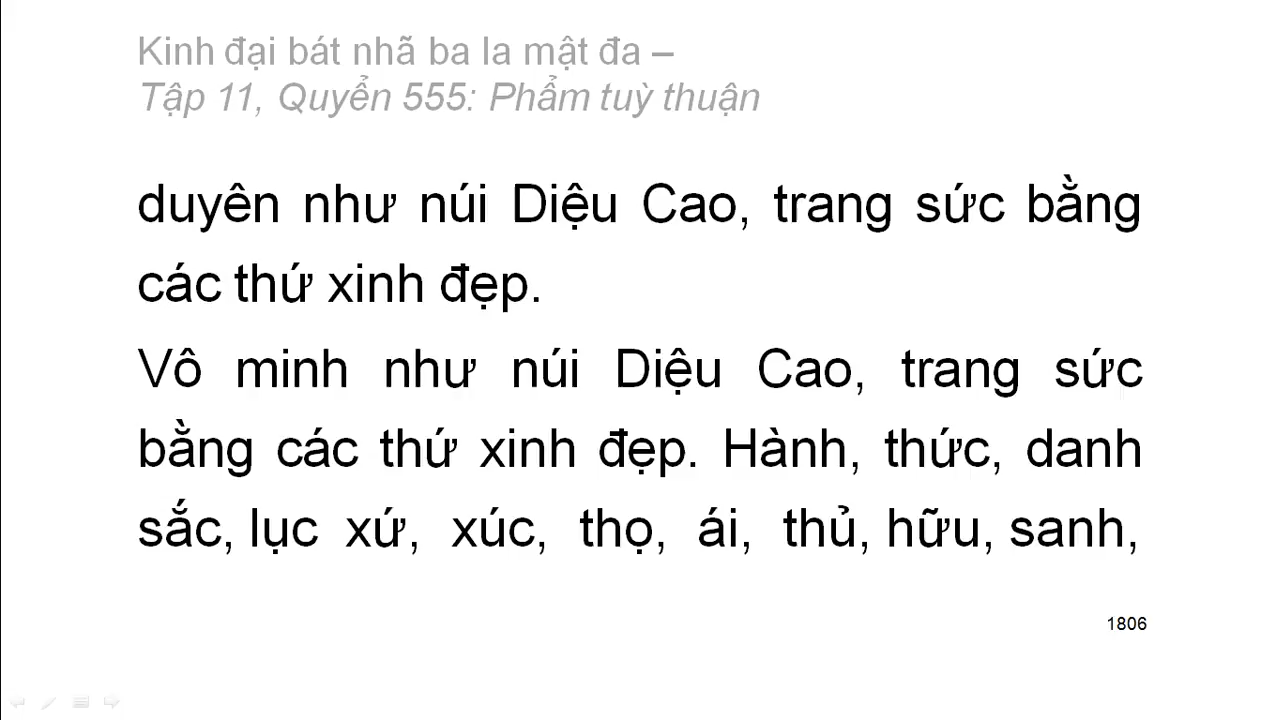 Kinh đại bát nhã ba la mật đa –
Tập 11, Quyển 555: Phẩm tuỳ thuận
duyên như núi Diệu Cao, trang sức bằng
các thứ xinh đẹp.
Vô minh như núi Diệu Cao, trang sức
bằng các thứ xinh đẹp. Hành, thức, danh
sắc, lục xứ, xúc, thọ, ái, thủ, hữu, sanh,
1806